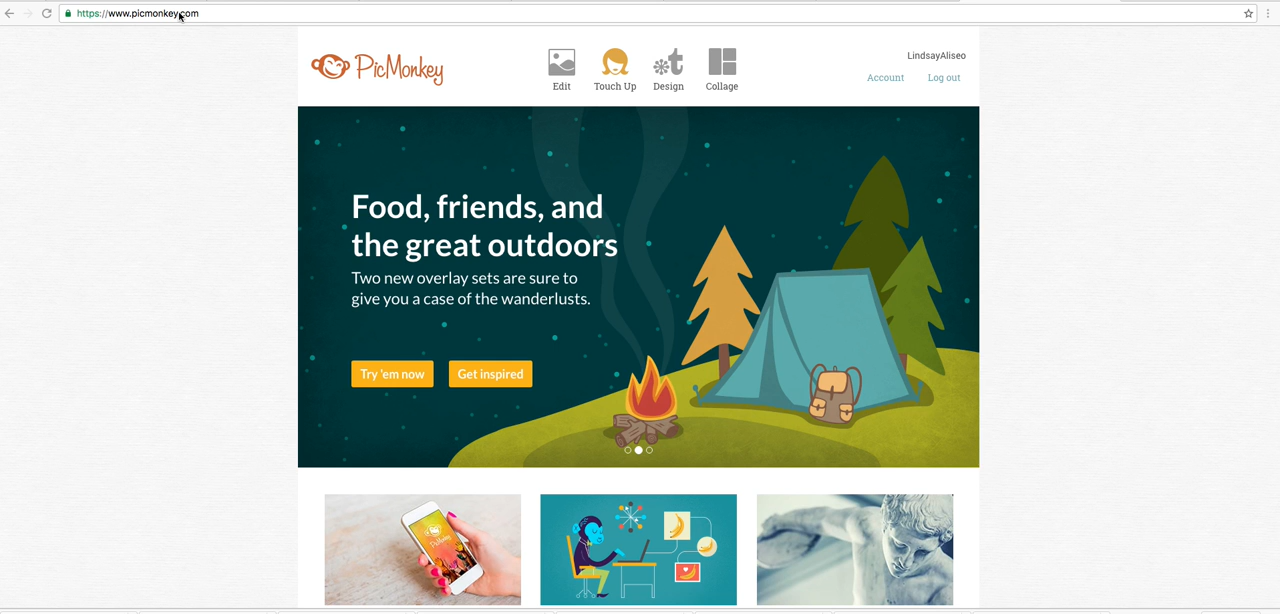 https://www.picmonkey.com
PicMonkey
Edit
Touch Up
Design
Collage
LindsayAliseo
Account
Log out
Food, friends, and
the great outdoors
Two new overlay sets are sure to
give you a case of the wanderlusts.
Try 'em now
Get inspired
PicMonkey